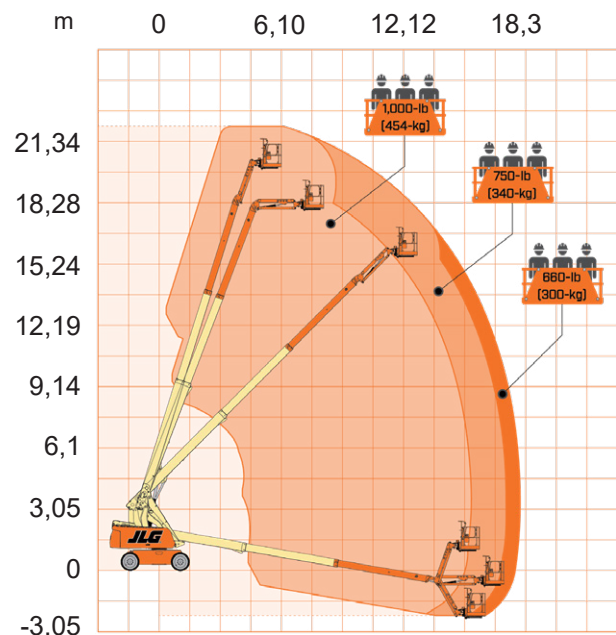 m 0 6,10 12,12 18,3
1,000-lb
(454-kg)
21,34
750-lb
(340-kg)
18,28
15,24
660-lb
(300-kg)
12,19
9,14
6,1
3,05
JLG
0
-3.05